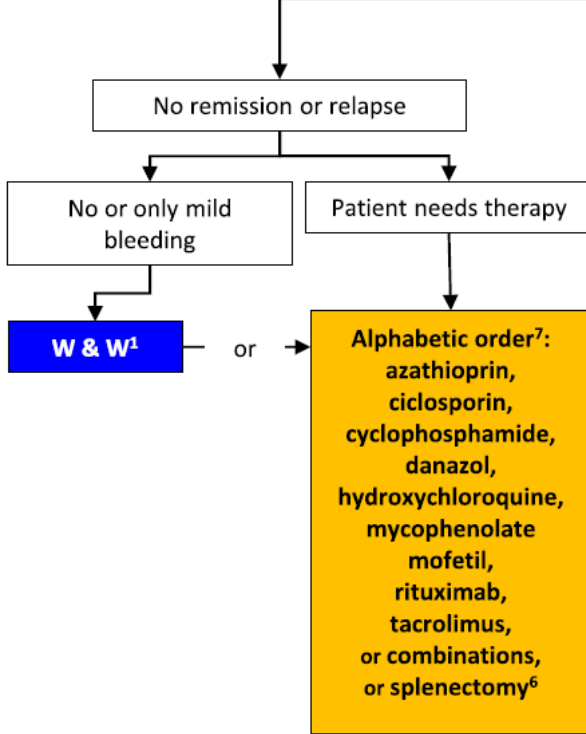 No remission or relapse
No or only mild
bleeding
Patient needs therapy
W & W¹
or
Alphabetic order⁷:
azathioprin,
ciclosporin,
cyclophosphamide,
danazol,
hydroxychloroquine,
mycophenolate
mofetil,
rituximab,
tacrolimus,
or combinations,
or splenectomy⁶